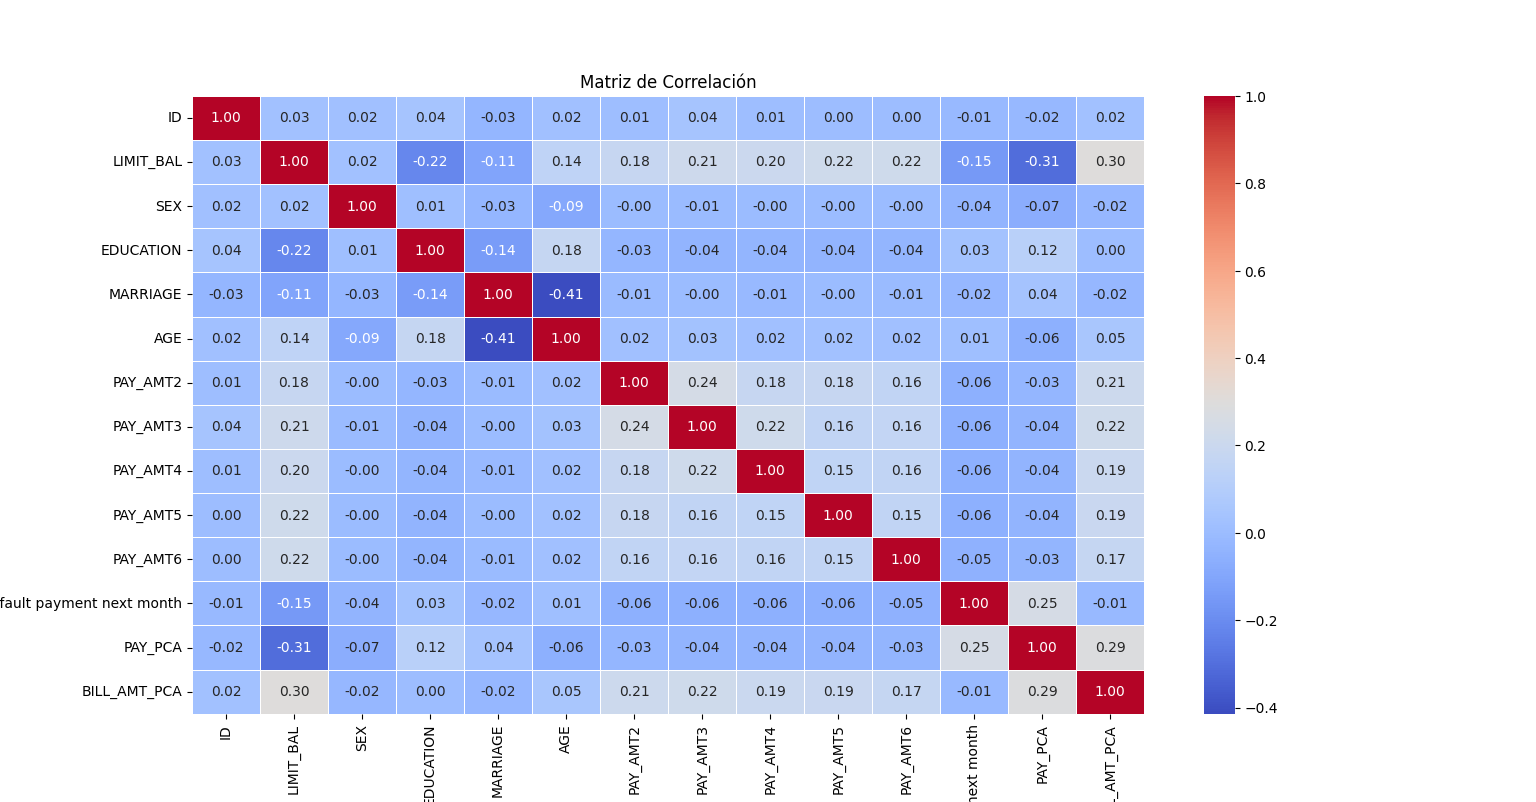 Matriz de Correlación
ID 1.00 0.03 0.02 0.04 -0.03 0.02 0.01 0.04 0.01 0.00 0.00 -0.01 -0.02 0.02
LIMIT_BAL 0.03 1.00 0.02 -0.22 -0.11 0.14 0.18 0.21 0.20 0.22 0.22 -0.15 -0.31 0.30
SEX 0.02 0.02 1.00 0.01 -0.03 -0.09 -0.00 -0.01 -0.00 -0.00 -0.00 -0.04 -0.07 -0.02
EDUCATION 0.04 -0.22 0.01 1.00 -0.14 0.18 -0.03 -0.04 -0.04 -0.04 -0.04 0.03 0.12 0.00
MARRIAGE -0.03 -0.11 -0.03 -0.14 1.00 -0.41 -0.01 -0.00 -0.01 -0.00 -0.01 -0.02 0.04 -0.02
AGE 0.02 0.14 -0.09 0.18 -0.41 1.00 0.02 0.03 0.02 0.02 0.02 0.01 -0.06 0.05
PAY_AMT2 0.01 0.18 -0.00 -0.03 -0.01 0.02 1.00 0.24 0.18 0.18 0.16 -0.06 -0.03 0.21
PAY_AMT3 0.04 0.21 -0.01 -0.04 -0.00 0.03 0.24 1.00 0.22 0.16 0.16 -0.06 -0.04 0.22
PAY_AMT4 0.01 0.20 -0.00 -0.04 -0.01 0.02 0.18 0.22 1.00 0.15 0.16 -0.06 -0.04 0.19
PAY_AMT5 0.00 0.22 -0.00 -0.04 -0.00 0.02 0.18 0.16 0.15 1.00 0.15 -0.06 -0.04 0.19
PAY_AMT6 0.00 0.22 -0.00 -0.04 -0.01 0.02 0.16 0.16 0.16 0.15 1.00 -0.05 -0.03 0.17
fault payment next month -0.01 -0.15 -0.04 0.03 -0.02 0.01 -0.06 -0.06 -0.06 -0.06 -0.05 1.00 0.25 -0.01
PAY_PCA -0.02 -0.31 -0.07 0.12 0.04 -0.06 -0.03 -0.04 -0.04 -0.04 -0.03 0.25 1.00 0.29
BILL_AMT_PCA 0.02 0.30 -0.02 0.00 -0.02 0.05 0.21 0.22 0.19 0.19 0.17 -0.01 0.29 1.00
ID
LIMIT_BAL
SEX
EDUCATION
MARRIAGE
AGE
PAY_AMT2
PAY_AMT3
PAY_AMT4
PAY_AMT5
PAY_AMT6
next month
PAY_PCA
_AMT_PCA
1.0
0.8
0.6
0.4
0.2
0.0
−0.2
−0.4